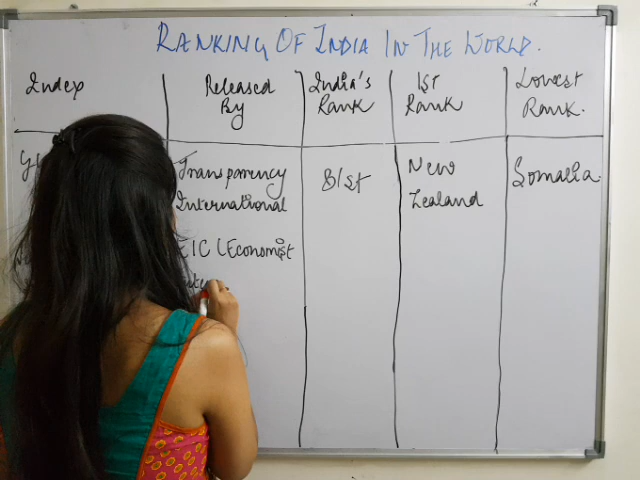 RANKING OF INDIA IN THE WORLD.
Index
Released
By
India's
Rank
1st
Rank
Lowest
Rank.
Transparency
International
81st
New
Zealand
Somalia
EIC (Economist